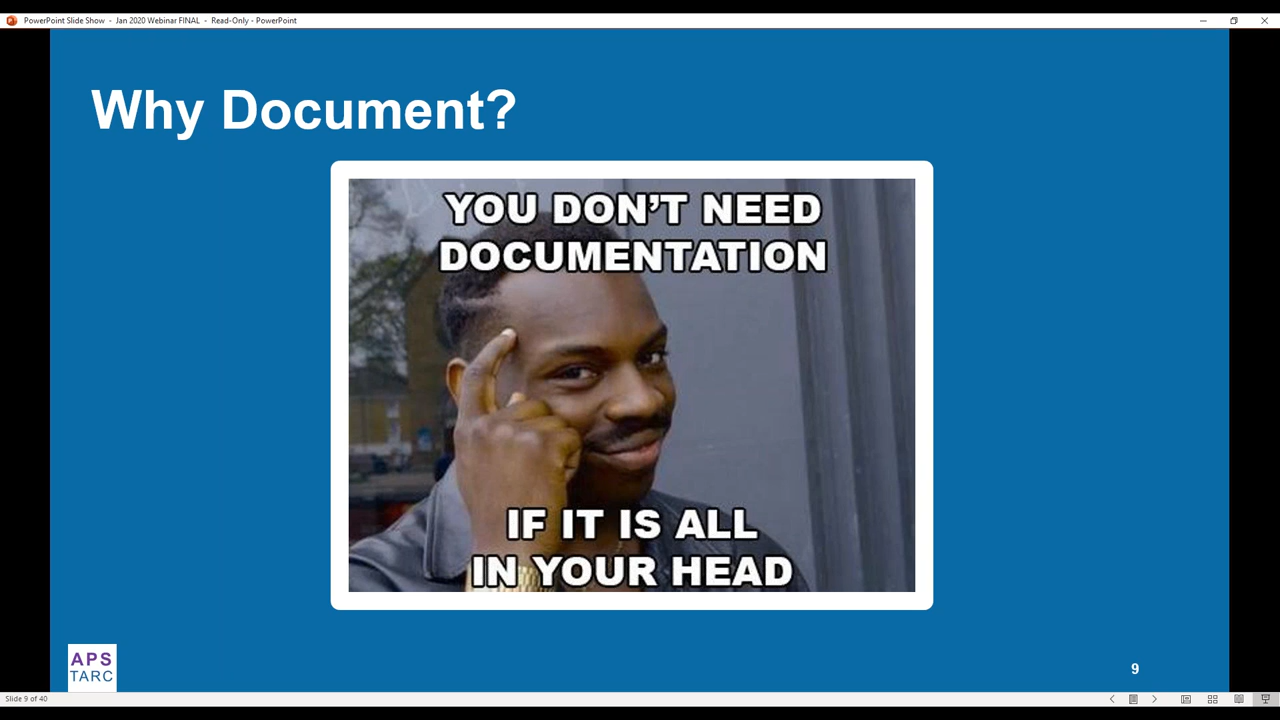 PowerPoint Slide Show - Jan 2020 Webinar FINAL - Read-Only - PowerPoint
Why Document?
YOU DON'T NEED
DOCUMENTATION
IF IT IS ALL
IN YOUR HEAD
APS
TARC
9
Slide 9 of 40